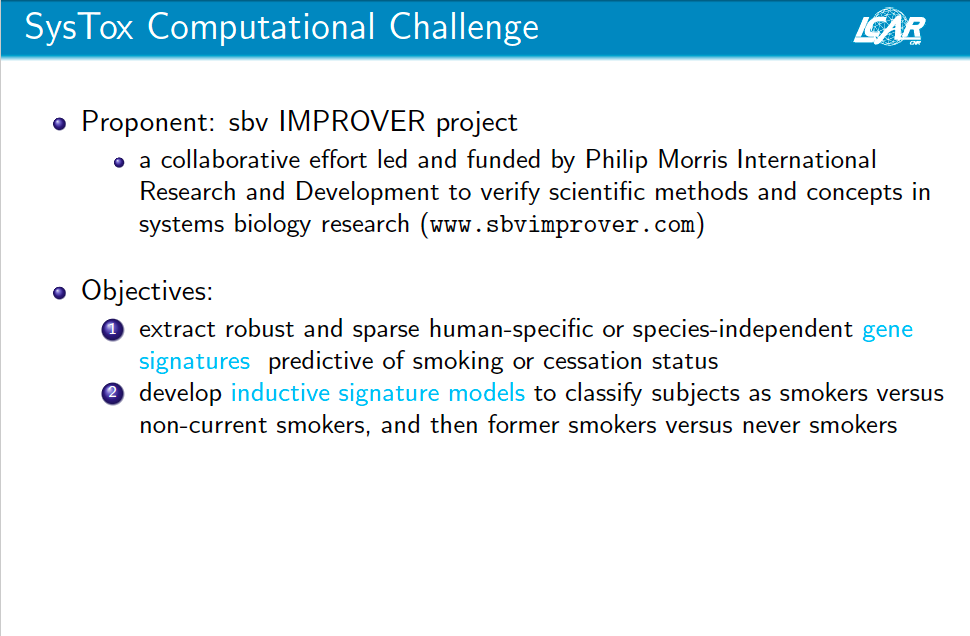 SysTox Computational Challenge
ICAR
CNR
Proponent: sbv IMPROVER project
a collaborative effort led and funded by Philip Morris International
Research and Development to verify scientific methods and concepts in
systems biology research (www.sbvimprover.com)
Objectives:
1 extract robust and sparse human-specific or species-independent gene
signatures predictive of smoking or cessation status
2 develop inductive signature models to classify subjects as smokers versus
non-current smokers, and then former smokers versus never smokers